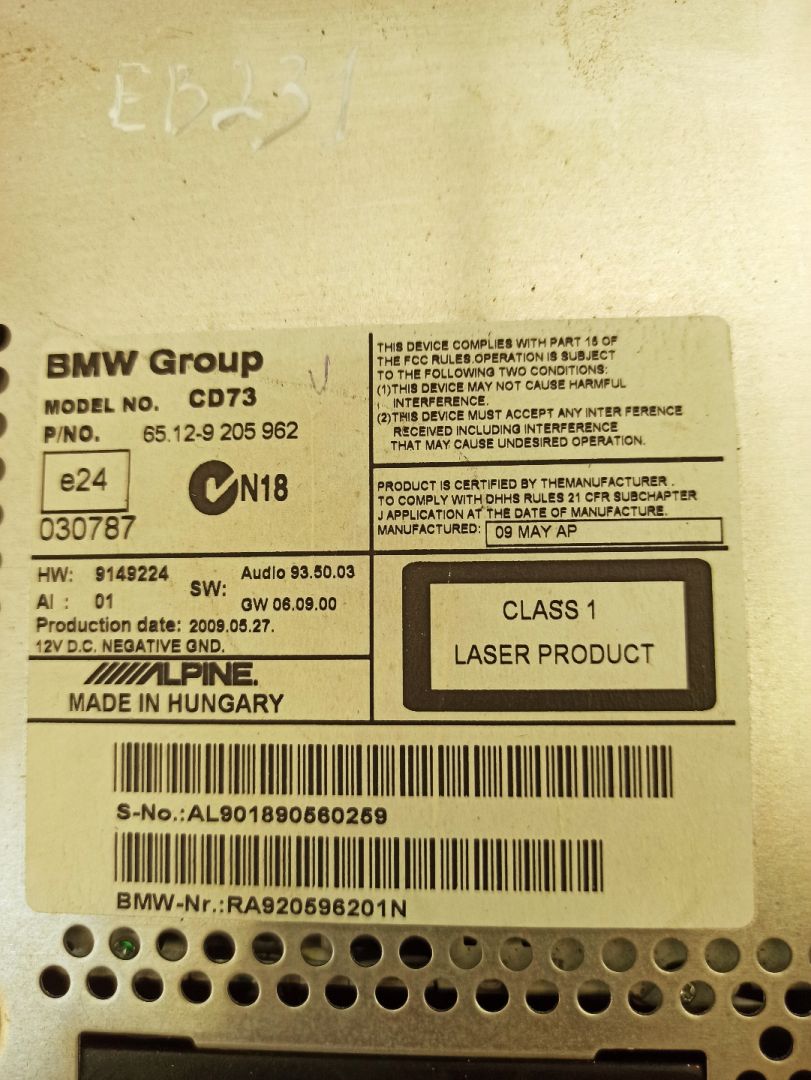 EB231
BMW Group
MODEL NO. CD73
P/NO. 65.12-9 205 962
e24
N18
030787
THIS DEVICE COMPLIES WITH PART 15 OF
THE FCC RULES.OPERATION IS SUBJECT
TO THE FOLLOWING TWO CONDITIONS:
(1)THIS DEVICE MAY NOT CAUSE HARMFUL
INTERFERENCE.
(2)THIS DEVICE MUST ACCEPT ANY INTER FERENCE
RECEIVED INCLUDING INTERFERENCE
THAT MAY CAUSE UNDESIRED OPERATION.
PRODUCT IS CERTIFIED BY THEMANUFACTURER .
TO COMPLY WITH DHHS RULES 21 CFR SUBCHAPTER
J APPLICATION AT THE DATE OF MANUFACTURE.
MANUFACTURED: 09 MAY AP
HW: 9149224
AI : 01
SW: Audio 93.50.03
GW 06.09.00
Production date: 2009.05.27.
12V D.C. NEGATIVE GND.
ALPINE.
MADE IN HUNGARY
CLASS 1
LASER PRODUCT
S-No.:AL901890560259
BMW-Nr.:RA920596201N